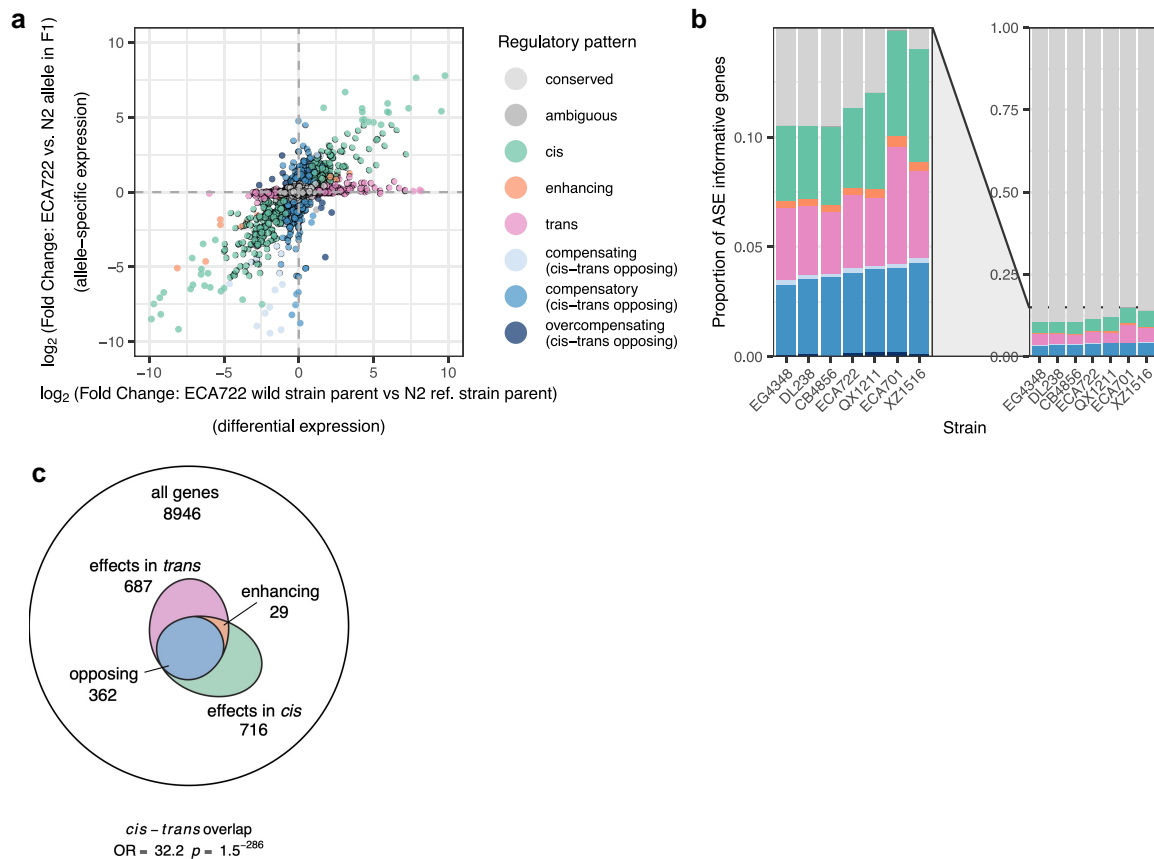 a
log2 (Fold Change: ECA722 vs. N2 allele in F1)
(allele−specific expression)
10
5
0
−5
−10
−10
−5
0
5
10
log2 (Fold Change: ECA722 wild strain parent vs N2 ref. strain parent)
(differential expression)
Regulatory pattern
conserved
ambiguous
cis
enhancing
trans
compensating
(cis−trans opposing)
compensatory
(cis−trans opposing)
overcompensating
(cis−trans opposing)
b
Proportion of ASE informative genes
0.10
0.05
0.00
EG4348
DL238
CB4856
ECA722
QX1211
ECA701
XZ1516
1.00
0.75
0.50
0.25
0.00
EG4348
DL238
CB4856
ECA722
QX1211
ECA701
XZ1516
Strain
c
all genes
8946
effects in trans
687
enhancing
29
opposing
362
effects in cis
716
cis − trans overlap
OR = 32.2 p = 1.5−286